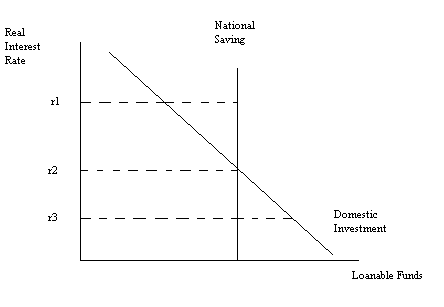 National
Saving
Real
Interest
Rate
r1
r2
r3
Domestic
Investment
Loanable Funds